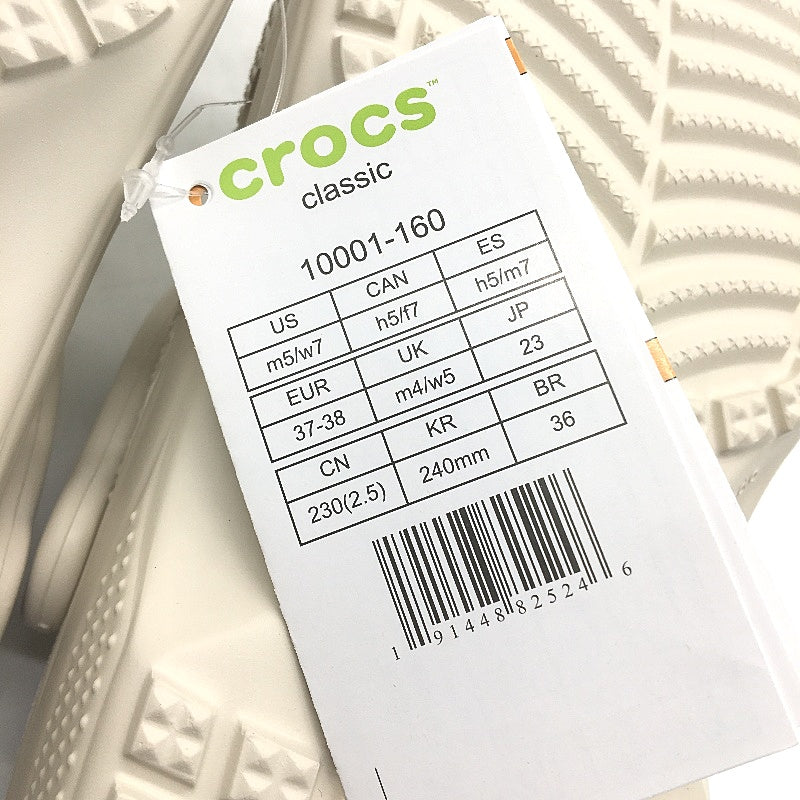 crocs™
classic
10001-160
US CAN ES
m5/w7 h5/f7 h5/m7
EUR UK JP
37-38 m4/w5 23
CN KR BR
230(2.5) 240mm 36
1 91448 82524 6